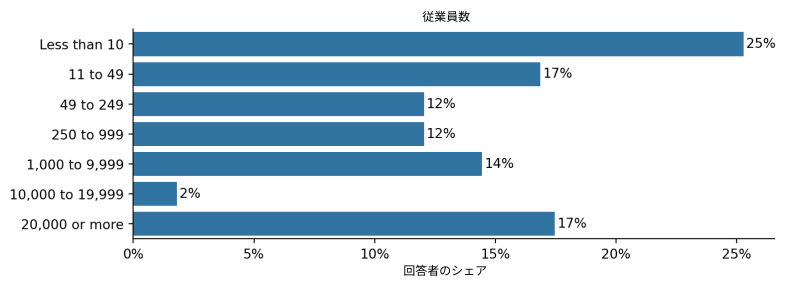 従業員数
Less than 10 25%
11 to 49 17%
49 to 249 12%
250 to 999 12%
1,000 to 9,999 14%
10,000 to 19,999 2%
20,000 or more 17%
0% 5% 10% 15% 20% 25%
回答者のシェア